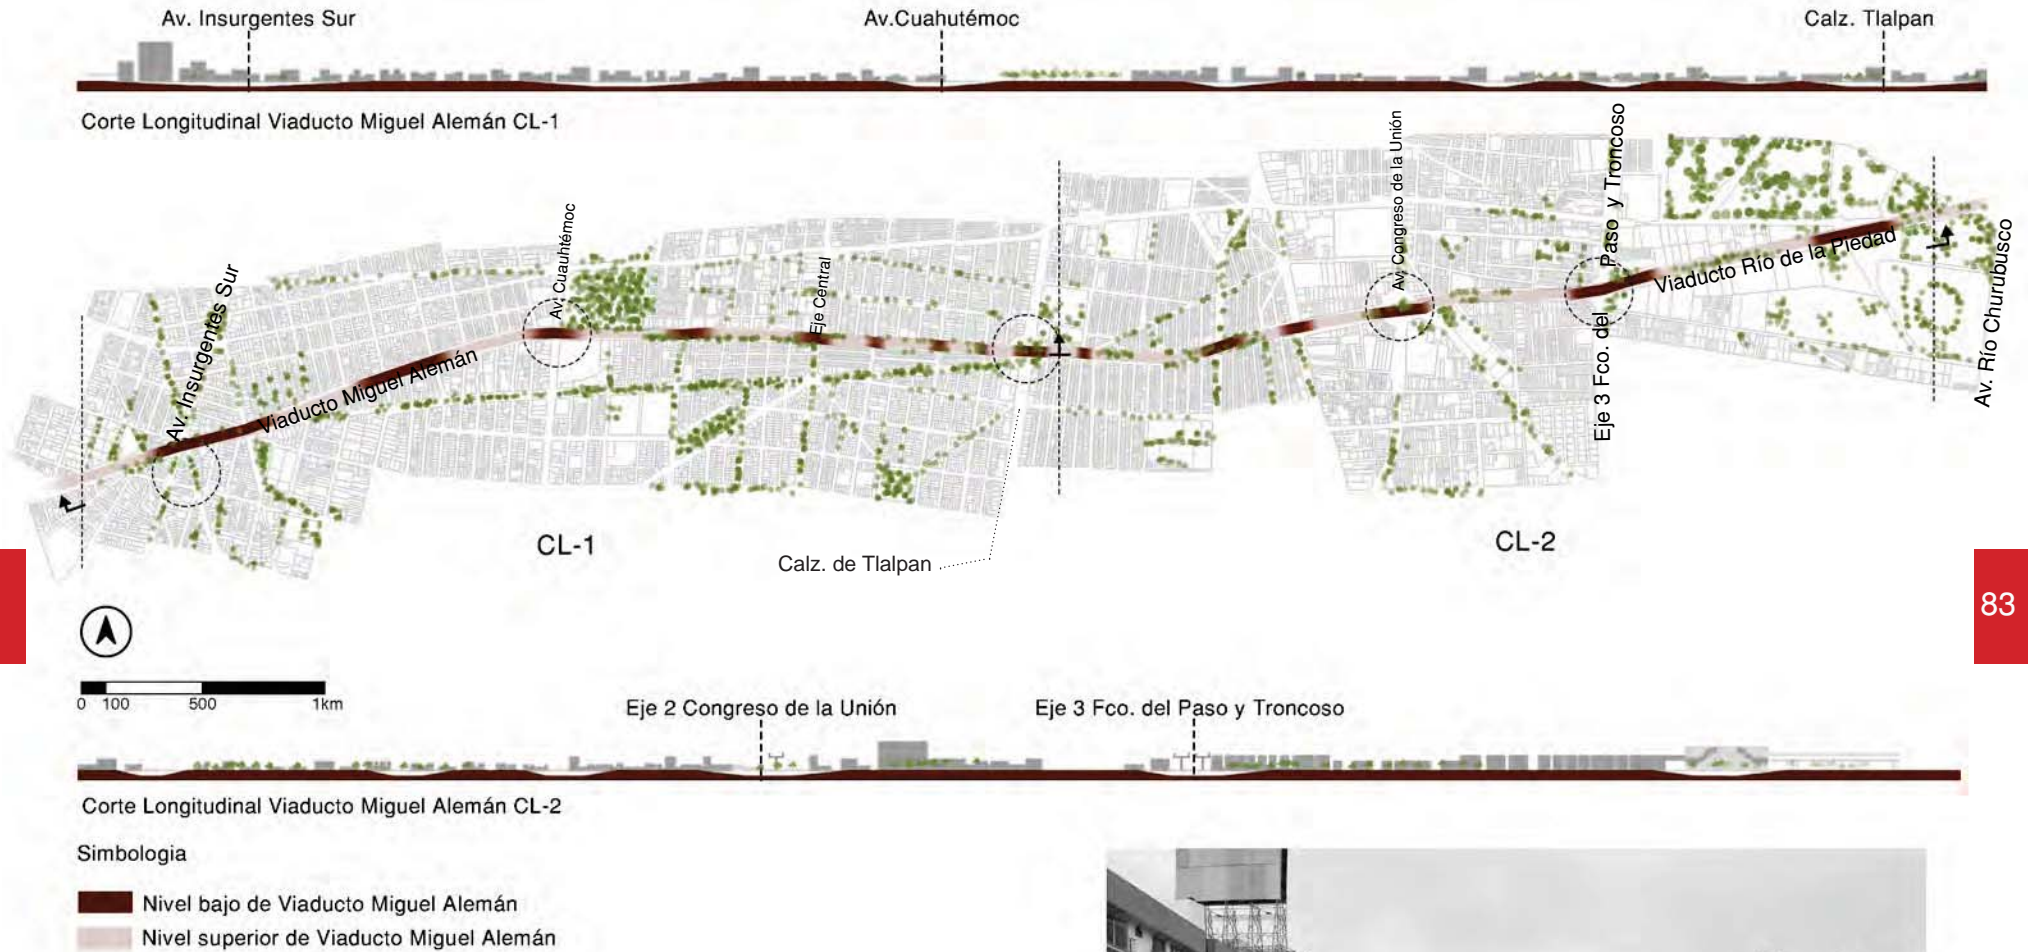 Av. Insurgentes Sur
Av.Cuahutémoc
Calz. Tlalpan
Corte Longitudinal Viaducto Miguel Alemán CL-1
Av. Insurgentes Sur
Viaducto Miguel Alemán
Av. Cuauhtémoc
Eje Central
Av. Congreso de la Unión
Eje 3 Fco. del Paso y Troncoso
Viaducto Río de la Piedad
Av. Río Churubusco
CL-1
CL-2
Calz. de Tlalpan
83
0 100 500 1km
Eje 2 Congreso de la Unión
Eje 3 Fco. del Paso y Troncoso
Corte Longitudinal Viaducto Miguel Alemán CL-2
Simbologia
Nivel bajo de Viaducto Miguel Alemán
Nivel superior de Viaducto Miguel Alemán